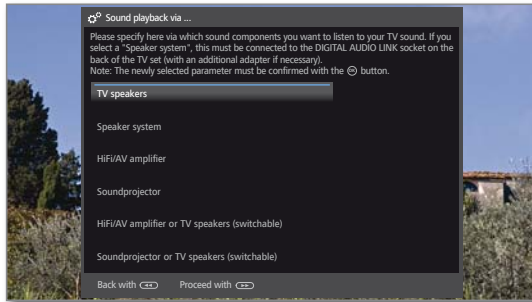 Sound playback via ...
Please specify here via which sound components you want to listen to your TV sound. If you
select a "Speaker system", this must be connected to the DIGITAL AUDIO LINK socket on the
back of the TV set (with an additional adapter if necessary).
Note: The newly selected parameter must be confirmed with the OK button.
TV speakers
Speaker system
HiFi/AV amplifier
Soundprojector
HiFi/AV amplifier or TV speakers (switchable)
Soundprojector or TV speakers (switchable)
Back with Proceed with